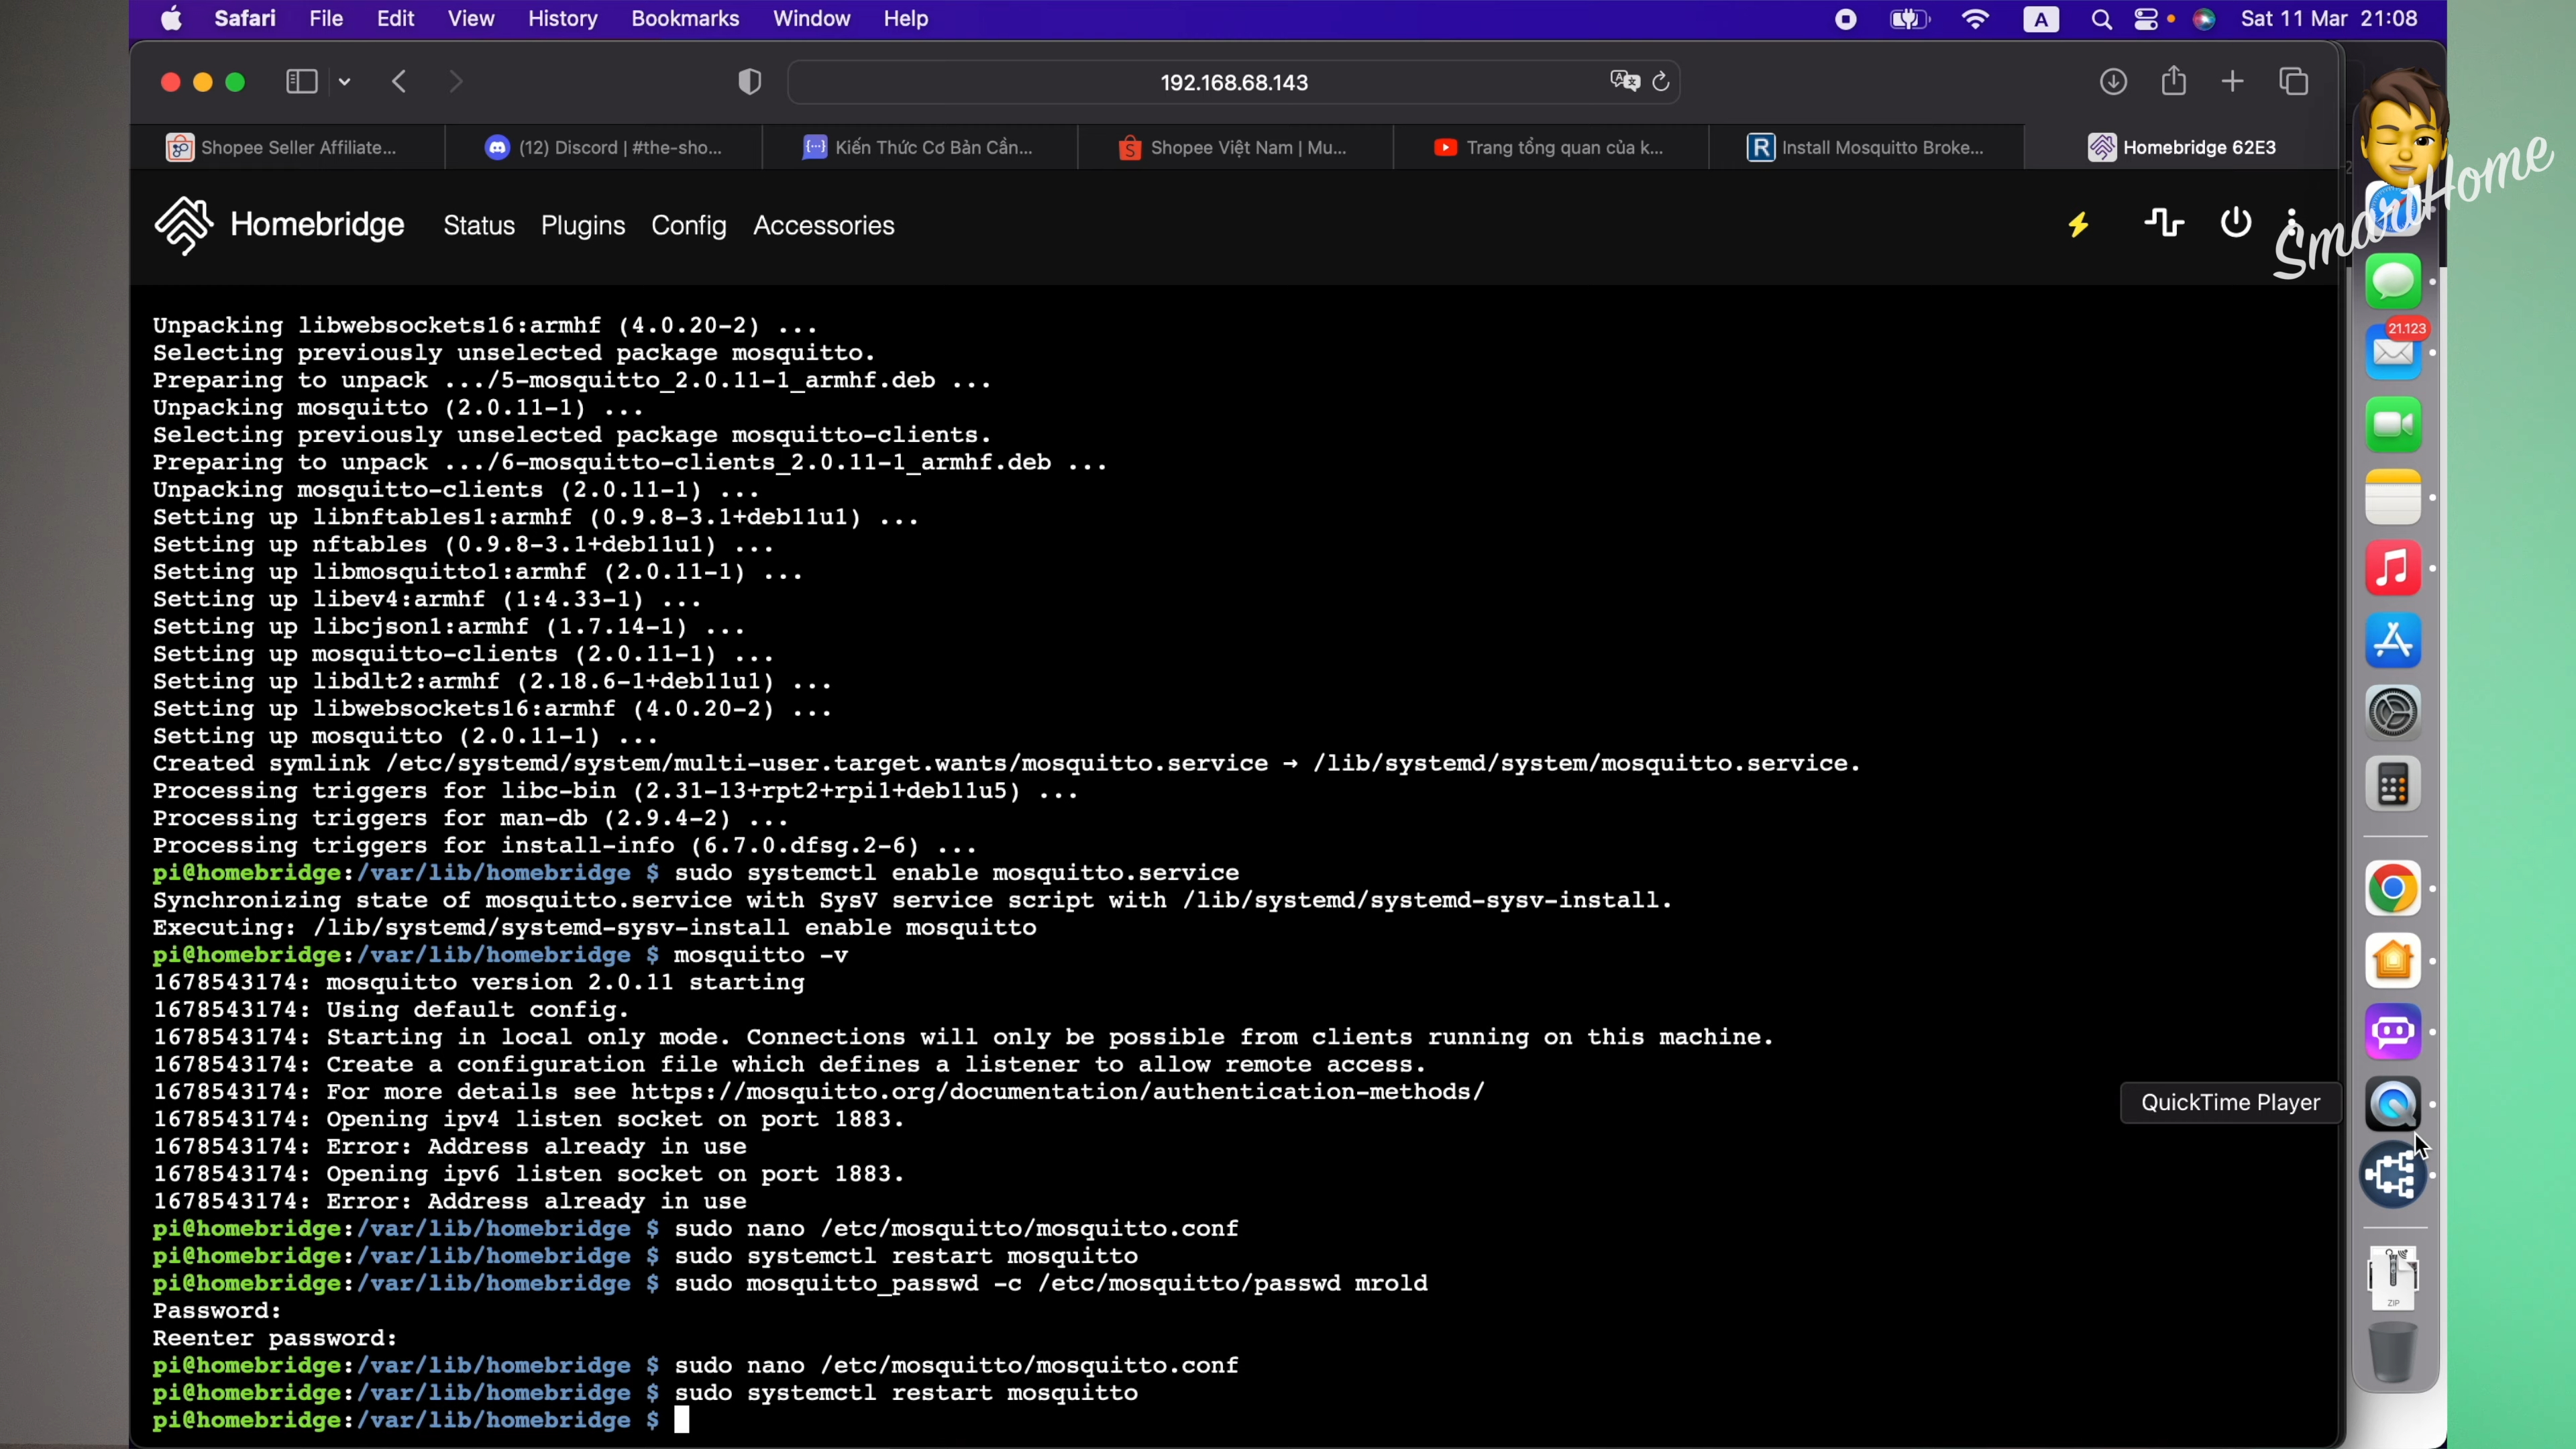 Safari File Edit View History Bookmarks Window Help
A
Sat 11 Mar 21:08
192.168.68.143
Shopee Seller Affiliate...
(12) Discord | #the-sho...
Kiến Thức Cơ Bản Cần...
Shopee Việt Nam | Mu...
Trang tổng quan của k...
R Install Mosquitto Broke...
Homebridge 62E3
SmartHome
Homebridge Status Plugins Config Accessories
21.123
Unpacking libwebsockets16:armhf (4.0.20-2) ...
Selecting previously unselected package mosquitto.
Preparing to unpack .../5-mosquitto_2.0.11-1_armhf.deb ...
Unpacking mosquitto (2.0.11-1) ...
Selecting previously unselected package mosquitto-clients.
Preparing to unpack .../6-mosquitto-clients_2.0.11-1_armhf.deb ...
Unpacking mosquitto-clients (2.0.11-1) ...
Setting up libnftables1:armhf (0.9.8-3.1+deb11u1) ...
Setting up nftables (0.9.8-3.1+deb11u1) ...
Setting up libmosquitto1:armhf (2.0.11-1) ...
Setting up libev4:armhf (1:4.33-1) ...
Setting up libcjson1:armhf (1.7.14-1) ...
Setting up mosquitto-clients (2.0.11-1) ...
Setting up libdlt2:armhf (2.18.6-1+deb11u1) ...
Setting up libwebsockets16:armhf (4.0.20-2) ...
Setting up mosquitto (2.0.11-1) ...
Created symlink /etc/systemd/system/multi-user.target.wants/mosquitto.service → /lib/systemd/system/mosquitto.service.
Processing triggers for libc-bin (2.31-13+rpt2+rpi1+deb11u5) ...
Processing triggers for man-db (2.9.4-2) ...
Processing triggers for install-info (6.7.0.dfsg.2-6) ...
pi@homebridge:/var/lib/homebridge $ sudo systemctl enable mosquitto.service
Synchronizing state of mosquitto.service with SysV service script with /lib/systemd/systemd-sysv-install.
Executing: /lib/systemd/systemd-sysv-install enable mosquitto
pi@homebridge:/var/lib/homebridge $ mosquitto -v
1678543174: mosquitto version 2.0.11 starting
1678543174: Using default config.
1678543174: Starting in local only mode. Connections will only be possible from clients running on this machine.
1678543174: Create a configuration file which defines a listener to allow remote access.
1678543174: For more details see https://mosquitto.org/documentation/authentication-methods/
1678543174: Opening ipv4 listen socket on port 1883.
1678543174: Error: Address already in use
1678543174: Opening ipv6 listen socket on port 1883.
1678543174: Error: Address already in use
pi@homebridge:/var/lib/homebridge $ sudo nano /etc/mosquitto/mosquitto.conf
pi@homebridge:/var/lib/homebridge $ sudo systemctl restart mosquitto
pi@homebridge:/var/lib/homebridge $ sudo mosquitto_passwd -c /etc/mosquitto/passwd mrold
Password:
Reenter password:
pi@homebridge:/var/lib/homebridge $ sudo nano /etc/mosquitto/mosquitto.conf
pi@homebridge:/var/lib/homebridge $ sudo systemctl restart mosquitto
pi@homebridge:/var/lib/homebridge $
QuickTime Player
ZIP